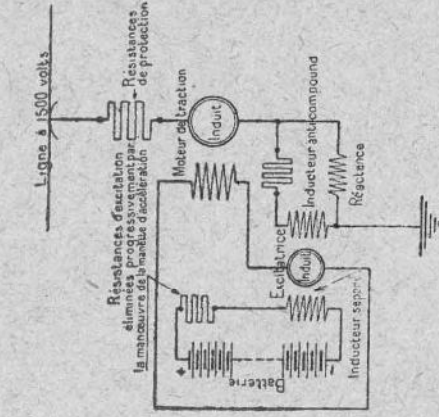 Ligne à 1500 volts
Résistances
de protection
Résistances d'excitation
éliminées progressivement par
la manœuvre de la manette d'accélération
Moteur de traction
Induit
Inducteur anticompound
Réactance
Excitatrice
Induit
Inducteur séparé
Batterie
+
-